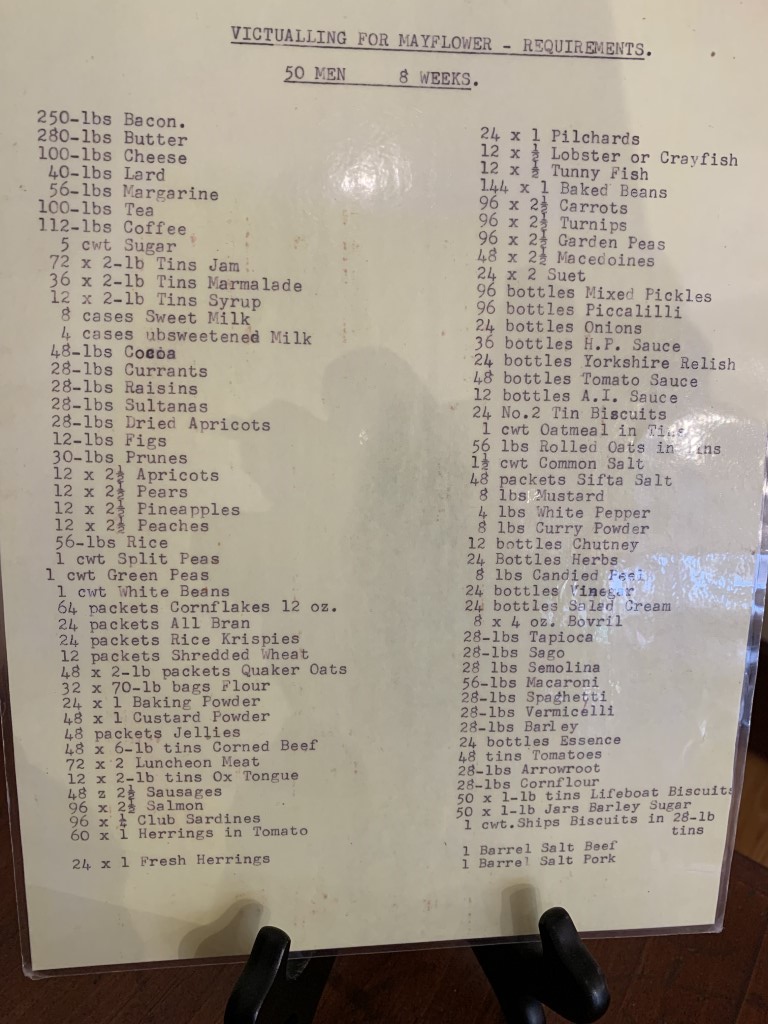 VICTUALLING FOR MAYFLOWER - REQUIREMENTS.
50 MEN 8 WEEKS.
250-lbs Bacon.
280-lbs Butter
100-lbs Cheese
40-lbs Lard
56-lbs Margarine
100-lbs Tea
112-lbs Coffee
5 cwt Sugar
72 x 2-lb Tins Jam
36 x 2-lb Tins Marmalade
12 x 2-lb Tins Syrup
8 cases Sweet Milk
4 cases ubsweetened Milk
48-lbs Cocoa
28-lbs Currants
28-lbs Raisins
28-lbs Sultanas
28-lbs Dried Apricots
12-lbs Figs
30-lbs Prunes
12 x 2½ Apricots
12 x 2½ Pears
12 x 2½ Pineapples
12 x 2½ Peaches
56-lbs Rice
1 cwt Split Peas
1 cwt Green Peas
1 cwt White Beans
64 packets Cornflakes 12 oz.
24 packets All Bran
24 packets Rice Krispies
12 packets Shredded Wheat
48 x 2-lb packets Quaker Oats
32 x 70-lb bags Flour
24 x 1 Baking Powder
48 x 1 Custard Powder
48 packets Jellies
48 x 6-lb tins Corned Beef
72 x 2 Luncheon Meat
12 x 2-lb tins Ox Tongue
48 z 2½ Sausages
96 x 2½ Salmon
96 x ¼ Club Sardines
60 x 1 Herrings in Tomato
24 x 1 Fresh Herrings
24 x 1 Pilchards
12 x ½ Lobster or Crayfish
12 x ½ Tunny Fish
144 x 1 Baked Beans
96 x 2½ Carrots
96 x 2½ Turnips
96 x 2½ Garden Peas
48 x 2½ Macedoines
24 x 2 Suet
96 bottles Mixed Pickles
96 bottles Piccalilli
24 bottles Onions
36 bottles H.P. Sauce
24 bottles Yorkshire Relish
48 bottles Tomato Sauce
12 bottles A.I. Sauce
24 No.2 Tin Biscuits
1 cwt Oatmeal in Tins
56 lbs Rolled Oats in Tins
1½ cwt Common Salt
48 packets Sifta Salt
8 lbs Mustard
4 lbs White Pepper
8 lbs Curry Powder
12 bottles Chutney
24 Bottles Herbs
8 lbs Candied Peel
24 bottles Vinegar
24 bottles Salad Cream
8 x 4 oz. Bovril
28-lbs Tapioca
28-lbs Sago
28 lbs Semolina
56-lbs Macaroni
28-lbs Spaghetti
28-lbs Vermicelli
28-lbs Barley
24 bottles Essence
48 tins Tomatoes
28-lbs Arrowroot
28-lbs Cornflour
50 x 1-lb tins Lifeboat Biscuits
50 x 1-lb Jars Barley Sugar
1 cwt.Ships Biscuits in 28-lb
tins
1 Barrel Salt Beef
1 Barrel Salt Pork